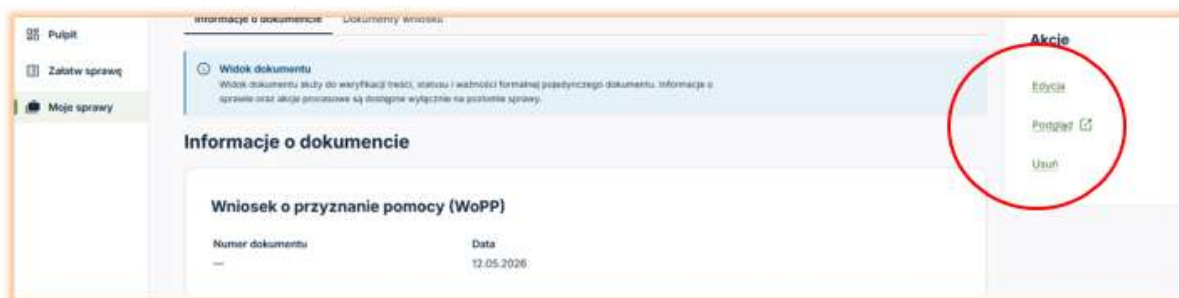 Pulpit
Załatw sprawę
Moje sprawy
Informacje o dokumencie Dokumenty wniosku
Widok dokumentu
Widok dokumentu służy do weryfikacji treści, statusu i ważności formalnej pojedynczego dokumentu. Informacje o
sprawie oraz akcje procesowe są dostępne wyłącznie na poziomie sprawy.
Informacje o dokumencie
Wniosek o przyznanie pomocy (WoPP)
Numer dokumentu Data
— 12.05.2026
Akcje
Edycja
Podgląd
Usuń